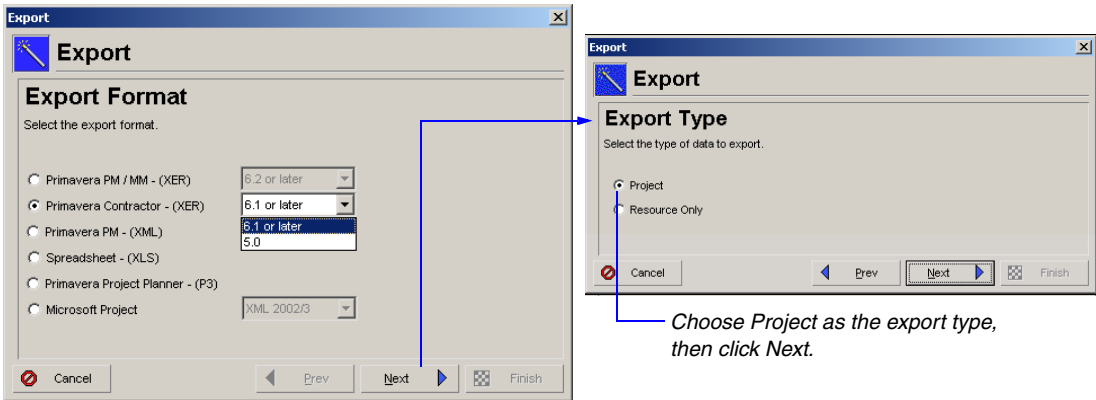 Export
Export
Export Format
Select the export format.
Primavera PM / MM - (XER)
6.2 or later
Primavera Contractor - (XER)
6.1 or later
6.1 or later
5.0
Primavera PM - (XML)
Spreadsheet - (XLS)
Primavera Project Planner - (P3)
Microsoft Project
XML 2002/3
Cancel
Prev
Next
Finish
Export
Export
Export Type
Select the type of data to export.
Project
Resource Only
Cancel
Prev
Next
Finish
Choose Project as the export type,
then click Next.